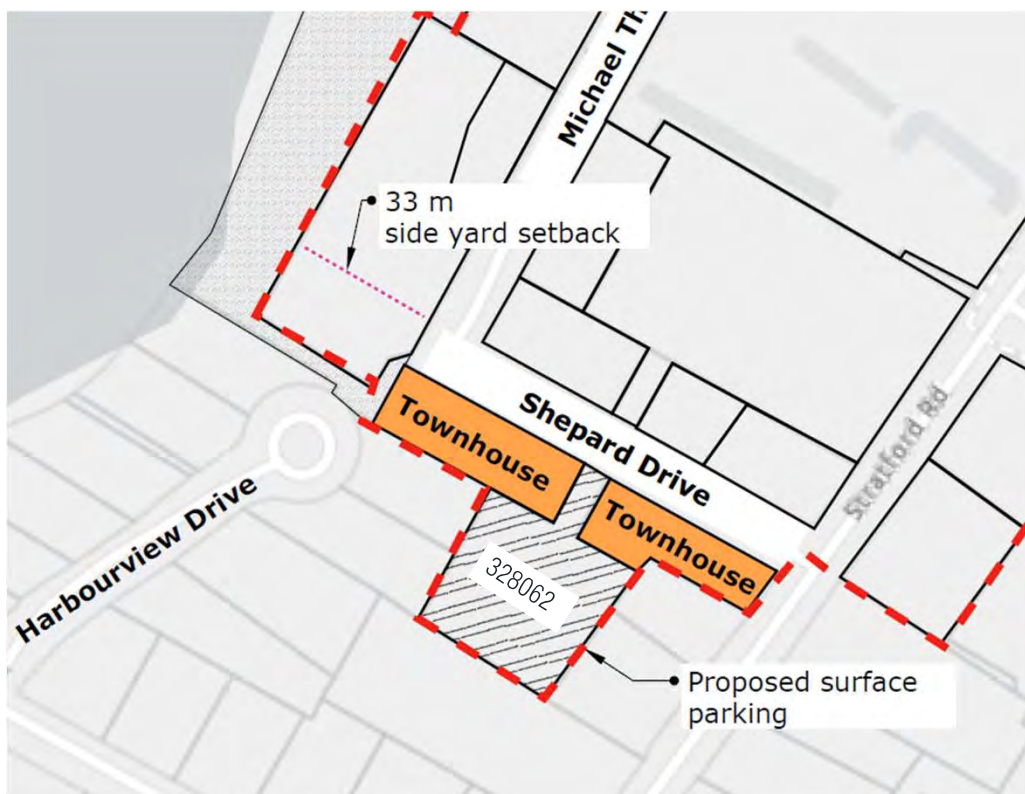 Michael Th
33 m
side yard setback
Shepard Drive
Townhouse
Townhouse
Stratford Rd
Harbourview Drive
328062
Proposed surface
parking